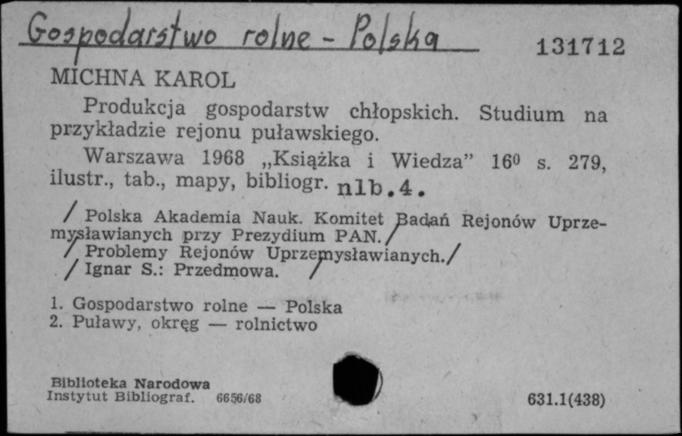 Gospodarstwo rolne - Polska
131712
MICHNA KAROL
Produkcja gospodarstw chłopskich. Studium na
przykładzie rejonu puławskiego.
Warszawa 1968 „Książka i Wiedza” 16⁰ s. 279,
ilustr., tab., mapy, bibliogr. nlb.4.
/ Polska Akademia Nauk. Komitet Badań Rejonów Uprze-
mysławianych przy Prezydium PAN./
/ Problemy Rejonów Uprzemysławianych./
/ Ignar S.: Przedmowa. /
1. Gospodarstwo rolne — Polska
2. Puławy, okręg — rolnictwo
Biblioteka Narodowa
Instytut Bibliograf. 6656/68
631.1(438)